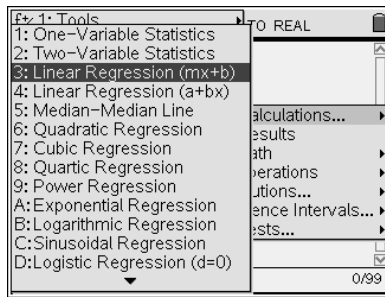 1: Tools
TO REAL
1: One-Variable Statistics
2: Two-Variable Statistics
3: Linear Regression (mx+b)
4: Linear Regression (a+bx)
5: Median-Median Line
6: Quadratic Regression
7: Cubic Regression
8: Quartic Regression
9: Power Regression
A: Exponential Regression
B: Logarithmic Regression
C: Sinusoidal Regression
D: Logistic Regression (d=0)
alculations...
esults
ath
perations
utions...
ence Intervals...
ests...
0/99